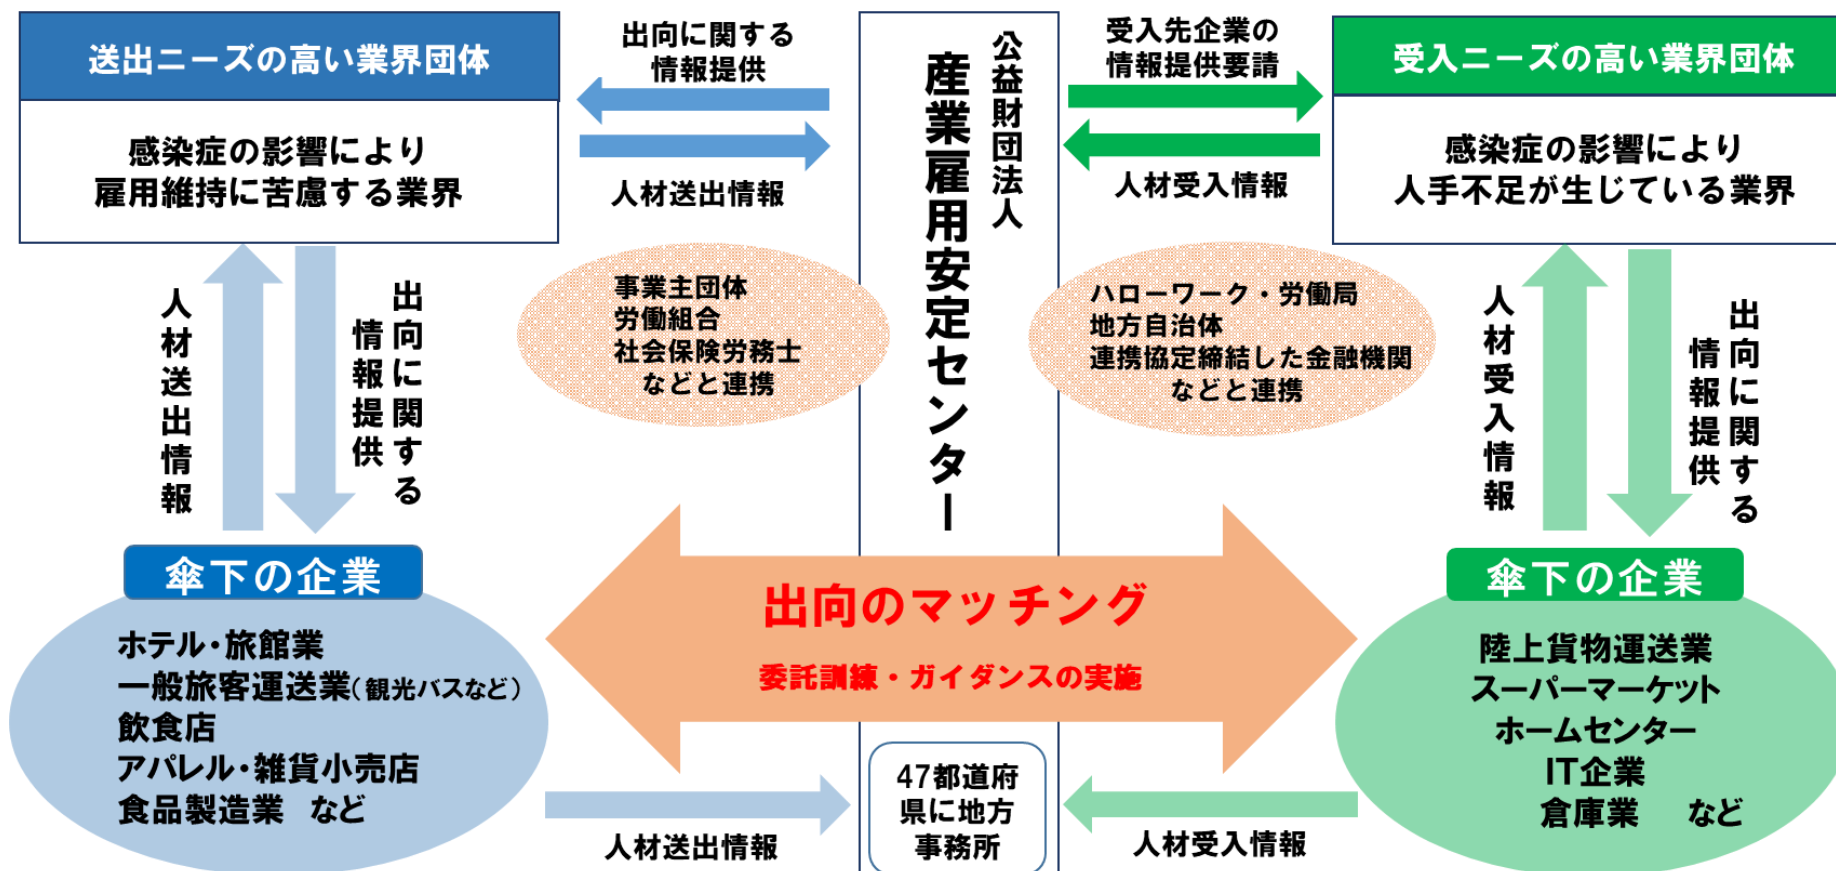 送出ニーズの高い業界団体
感染症の影響により
雇用維持に苦慮する業界
出向に関する
情報提供
人材送出情報
公益財団法人
産業雇用安定センター
受入先企業の
情報提供要請
人材受入情報
受入ニーズの高い業界団体
感染症の影響により
人手不足が生じている業界
人材送出情報
出向に関する
情報提供
事業主団体
労働組合
社会保険労務士
などと連携
ハローワーク・労働局
地方自治体
連携協定締結した金融機関
などと連携
人材受入情報
出向に関する
情報提供
傘下の企業
ホテル・旅館業
一般旅客運送業(観光バスなど)
飲食店
アパレル・雑貨小売店
食品製造業 など
出向のマッチング
委託訓練・ガイダンスの実施
傘下の企業
陸上貨物運送業
スーパーマーケット
ホームセンター
IT企業
倉庫業 など
人材送出情報
47都道府
県に地方
事務所
人材受入情報